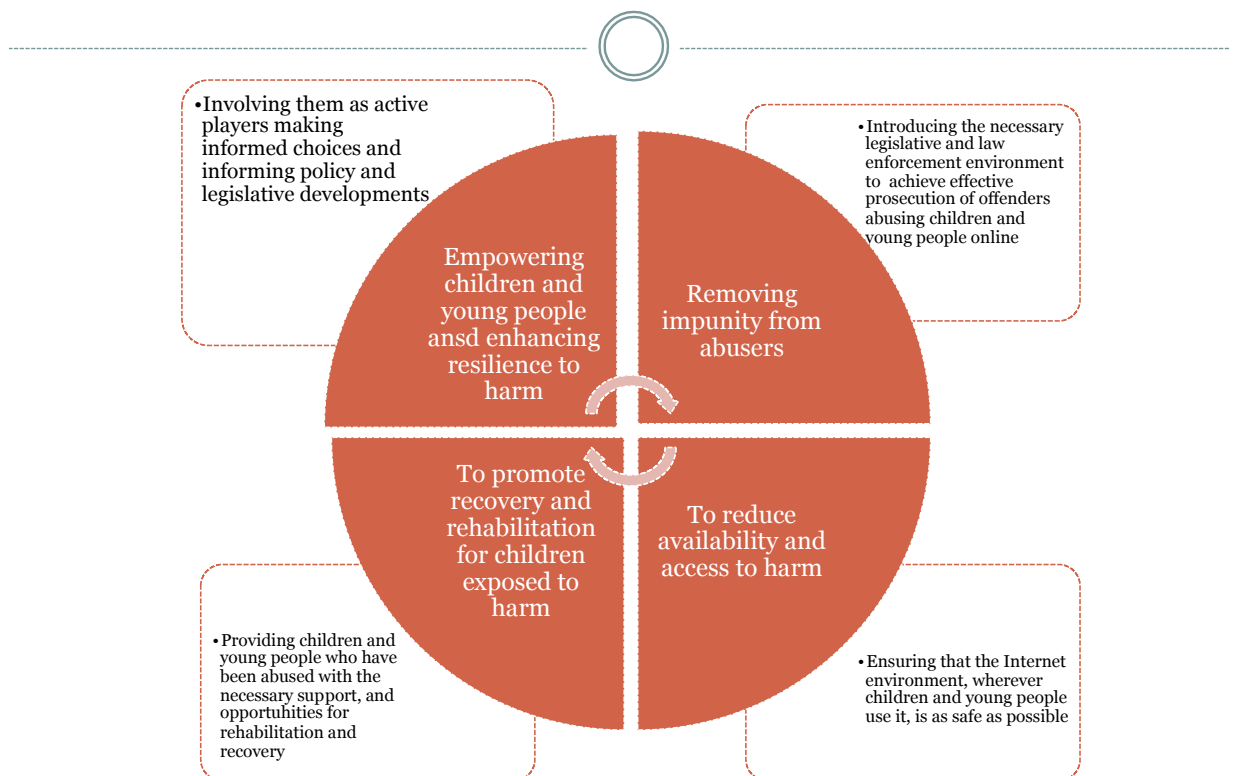 •Involving them as active
players making
informed choices and
informing policy and
legislative developments
•Introducing the necessary
legislative and law
enforcement environment
to achieve effective
prosecution of offenders
abusing children and
young people online
Empowering
children and
young people
ansd enhancing
resilience to
harm
Removing
impunity from
abusers
To promote
recovery and
rehabilitation
for children
exposed to
harm
To reduce
availability and
access to harm
•Providing children and
young people who have
been abused with the
necessary support, and
opportunities for
rehabilitation and
recovery
•Ensuring that the Internet
environment, wherever
children and young people
use it, is as safe as possible